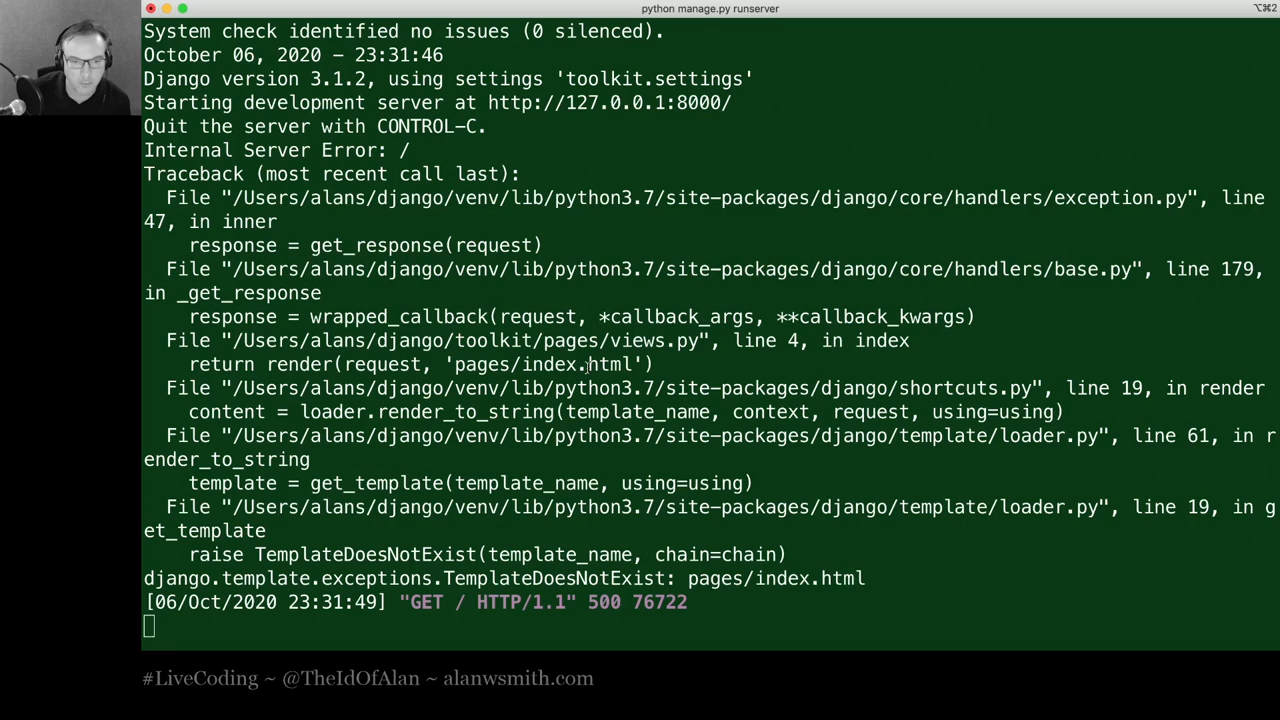 python manage.py runserver
⌥⌘2
System check identified no issues (0 silenced).
October 06, 2020 - 23:31:46
Django version 3.1.2, using settings 'toolkit.settings'
Starting development server at http://127.0.0.1:8000/
Quit the server with CONTROL-C.
Internal Server Error: /
Traceback (most recent call last):
  File "/Users/alans/django/venv/lib/python3.7/site-packages/django/core/handlers/exception.py", line
47, in inner
    response = get_response(request)
  File "/Users/alans/django/venv/lib/python3.7/site-packages/django/core/handlers/base.py", line 179,
in _get_response
    response = wrapped_callback(request, *callback_args, **callback_kwargs)
  File "/Users/alans/django/toolkit/pages/views.py", line 4, in index
    return render(request, 'pages/index.html')
  File "/Users/alans/django/venv/lib/python3.7/site-packages/django/shortcuts.py", line 19, in render
    content = loader.render_to_string(template_name, context, request, using=using)
  File "/Users/alans/django/venv/lib/python3.7/site-packages/django/template/loader.py", line 61, in r
ender_to_string
    template = get_template(template_name, using=using)
  File "/Users/alans/django/venv/lib/python3.7/site-packages/django/template/loader.py", line 19, in g
et_template
    raise TemplateDoesNotExist(template_name, chain=chain)
django.template.exceptions.TemplateDoesNotExist: pages/index.html
[06/Oct/2020 23:31:49] "GET / HTTP/1.1" 500 76722
#LiveCoding ~ @TheIdOfAlan ~ alanwsmith.com